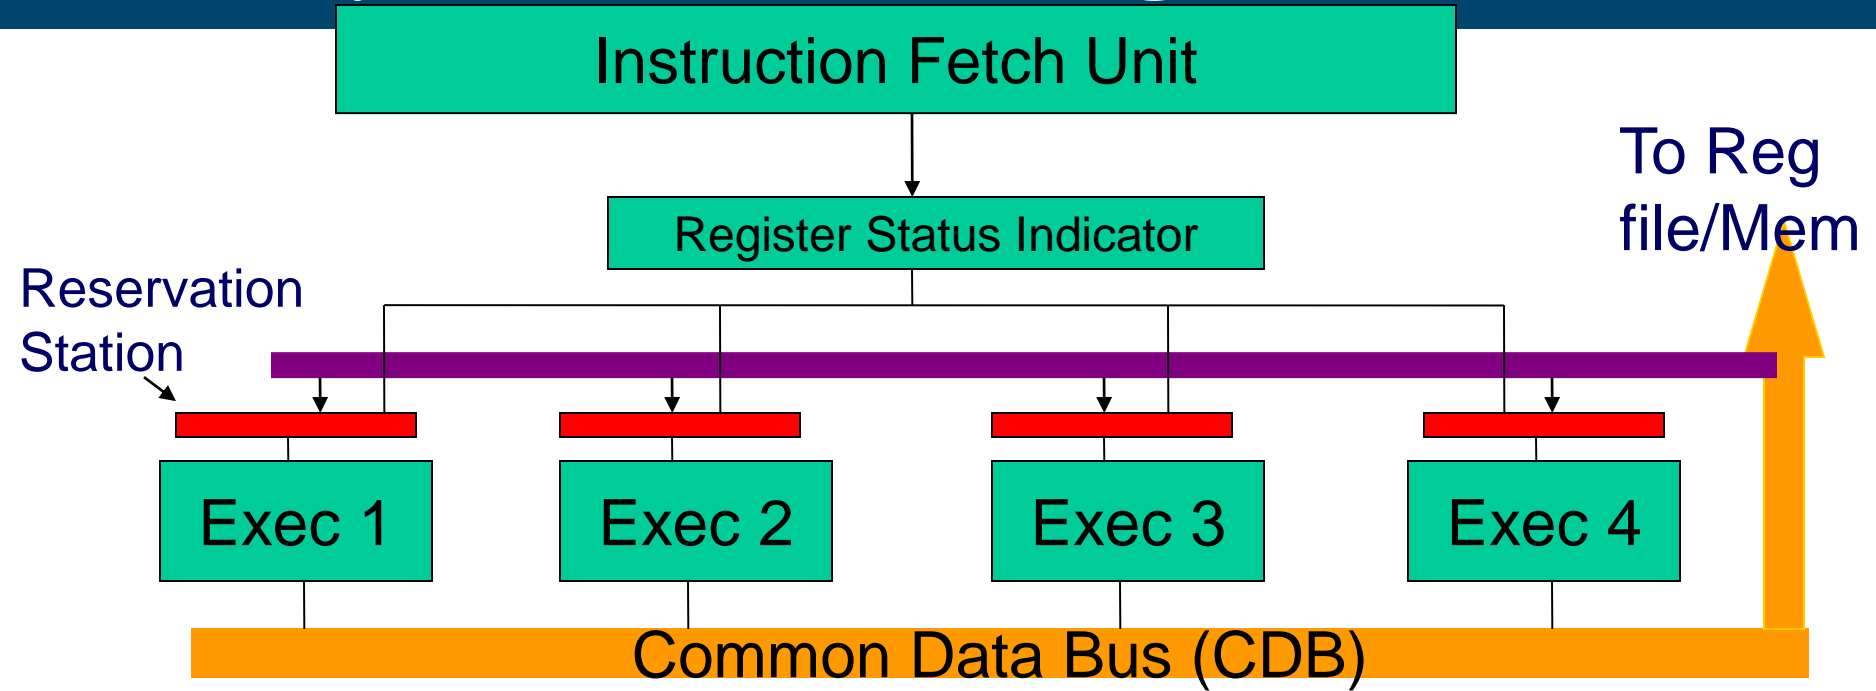 Instruction Fetch Unit
To Reg
file/Mem
Register Status Indicator
Reservation
Station
Exec 1
Exec 2
Exec 3
Exec 4
Common Data Bus (CDB)